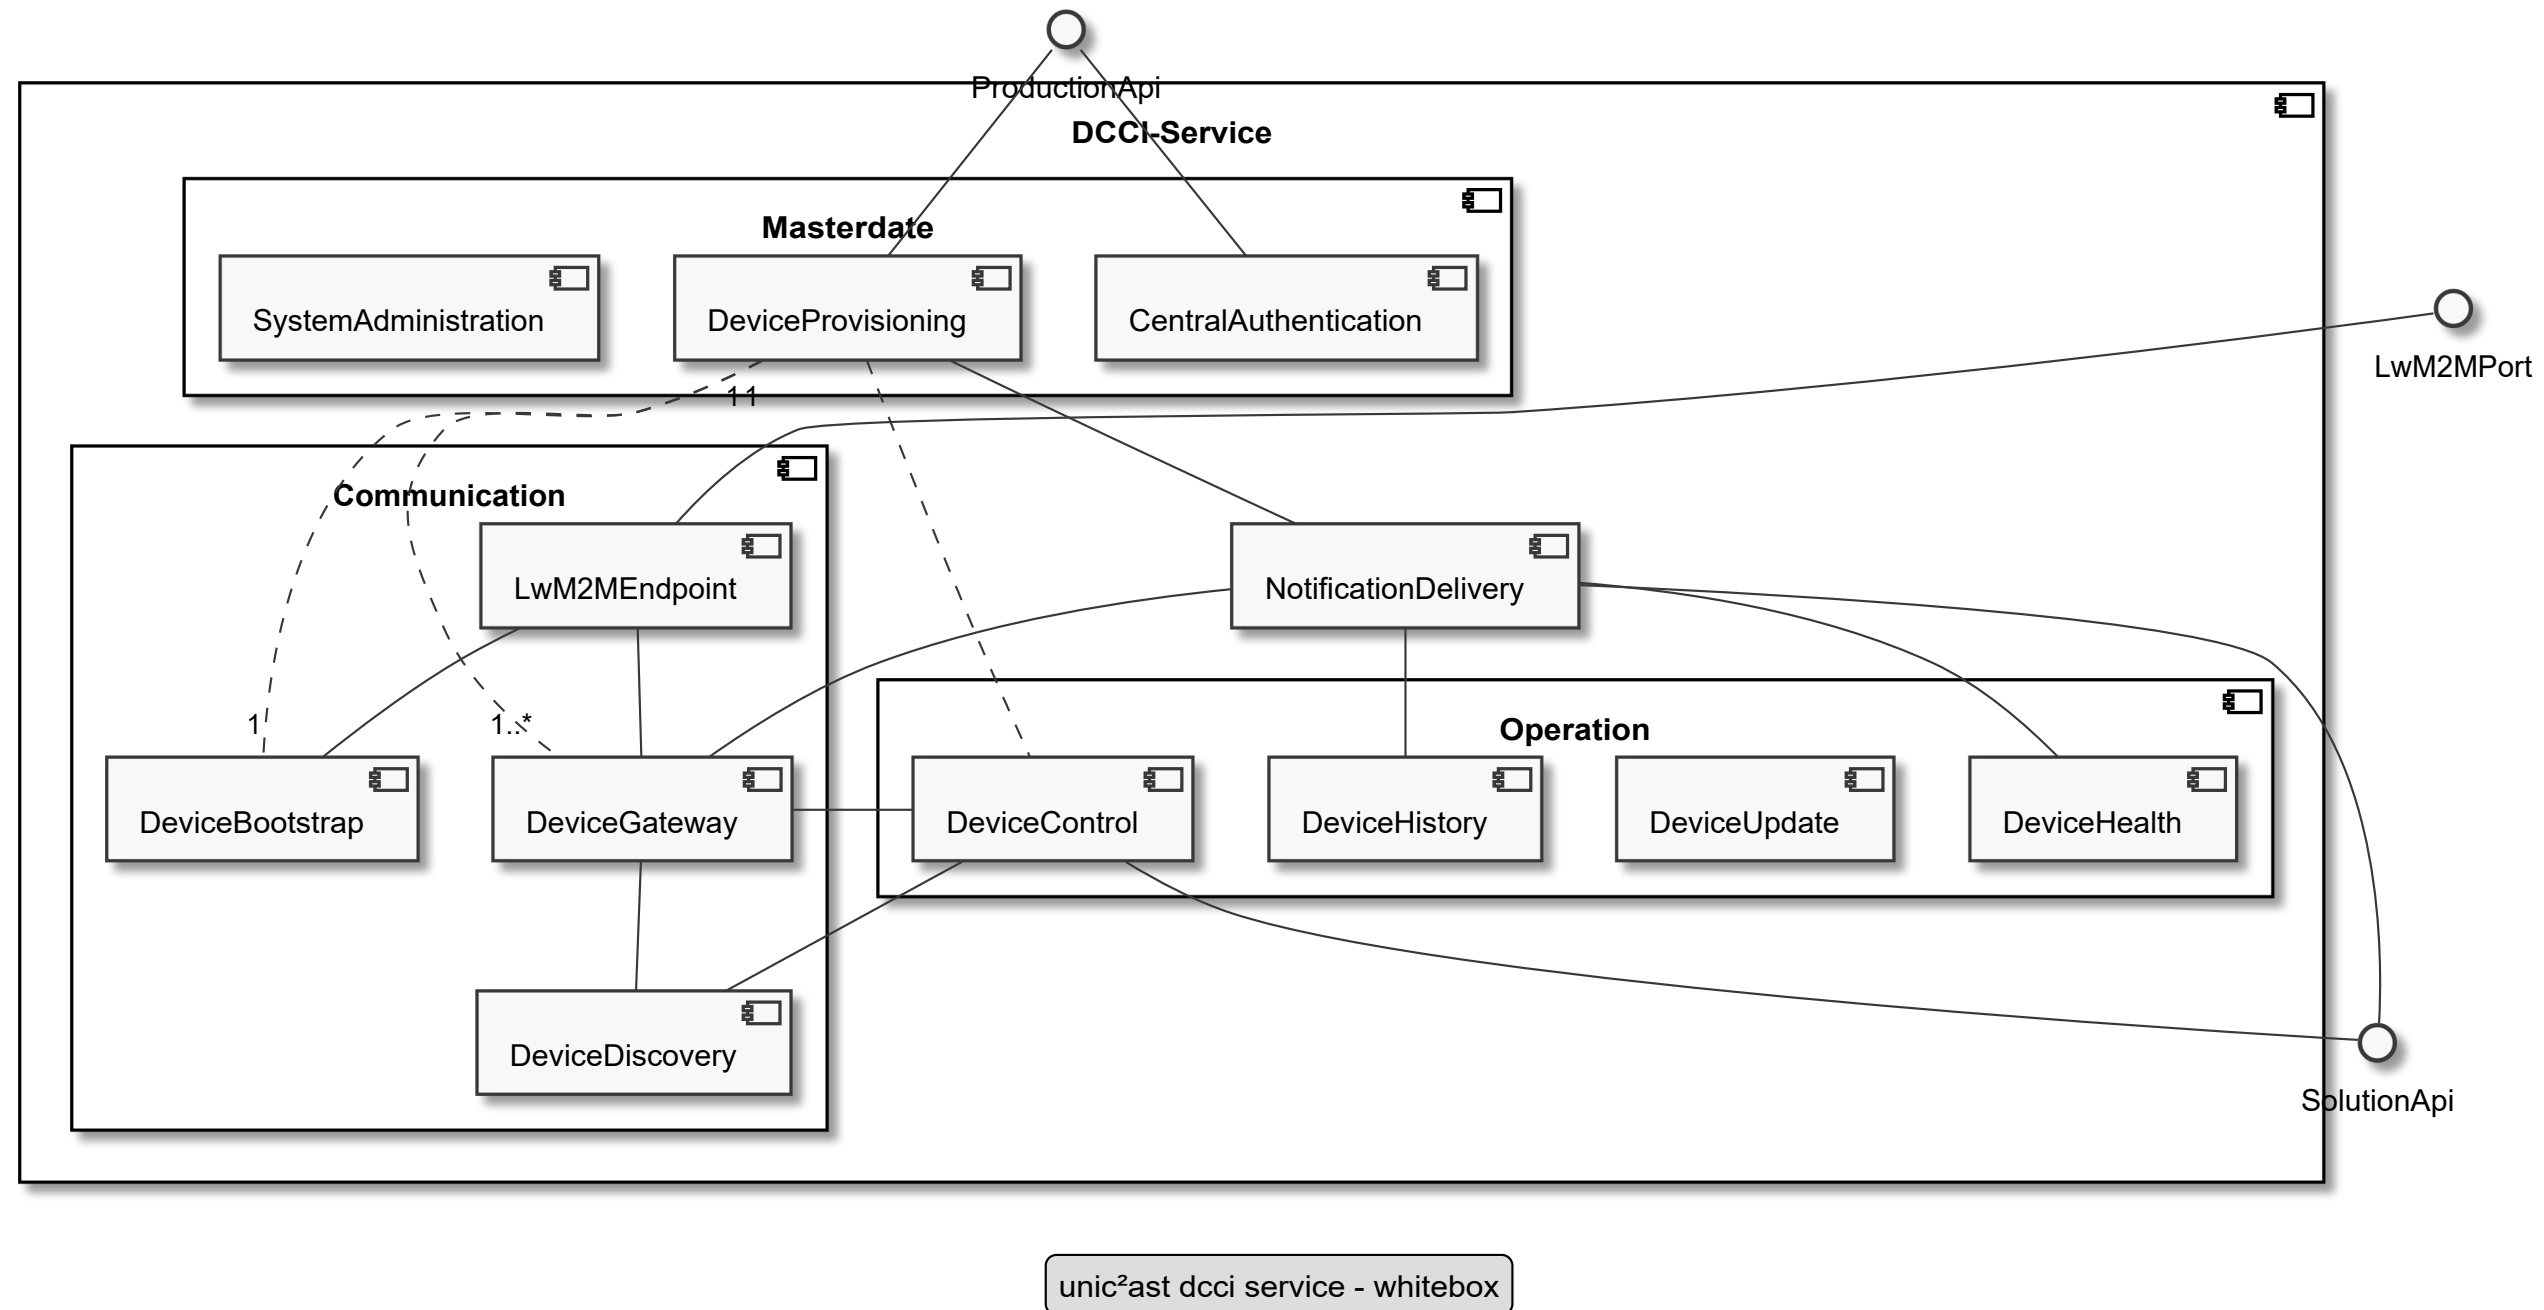 ProductionApi
DCCI-Service
Masterdate
SystemAdministration
DeviceProvisioning
CentralAuthentication
LwM2MPort
1
1
Communication
LwM2MEndpoint
NotificationDelivery
1
1..*
Operation
DeviceBootstrap
DeviceGateway
DeviceControl
DeviceHistory
DeviceUpdate
DeviceHealth
DeviceDiscovery
SolutionApi
unic²ast dcci service - whitebox